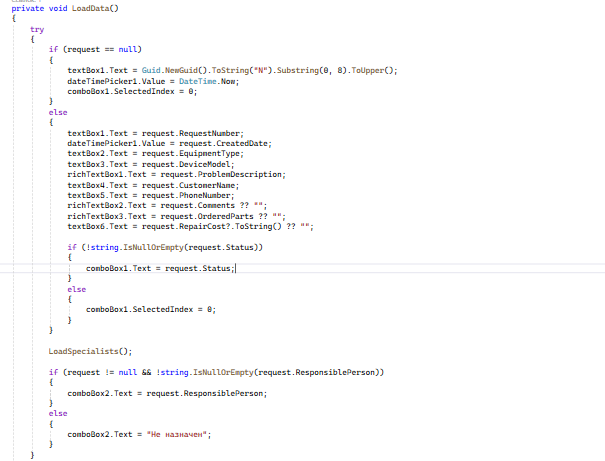 private void LoadData()
{
try
{
if (request == null)
{
textBox1.Text = Guid.NewGuid().ToString("N").Substring(0, 8).ToUpper();
dateTimePicker1.Value = DateTime.Now;
comboBox1.SelectedIndex = 0;
}
else
{
textBox1.Text = request.RequestNumber;
dateTimePicker1.Value = request.CreatedDate;
textBox2.Text = request.EquipmentType;
textBox3.Text = request.DeviceModel;
richTextBox1.Text = request.ProblemDescription;
textBox4.Text = request.CustomerName;
textBox5.Text = request.PhoneNumber;
richTextBox2.Text = request.Comments ?? "";
richTextBox3.Text = request.OrderedParts ?? "";
textBox6.Text = request.RepairCost?.ToString() ?? "";
if (!string.IsNullOrEmpty(request.Status))
{
comboBox1.Text = request.Status;
}
else
{
comboBox1.SelectedIndex = 0;
}
}
LoadSpecialists();
if (request != null && !string.IsNullOrEmpty(request.ResponsiblePerson))
{
comboBox2.Text = request.ResponsiblePerson;
}
else
{
comboBox2.Text = "Не назначен";
}
}